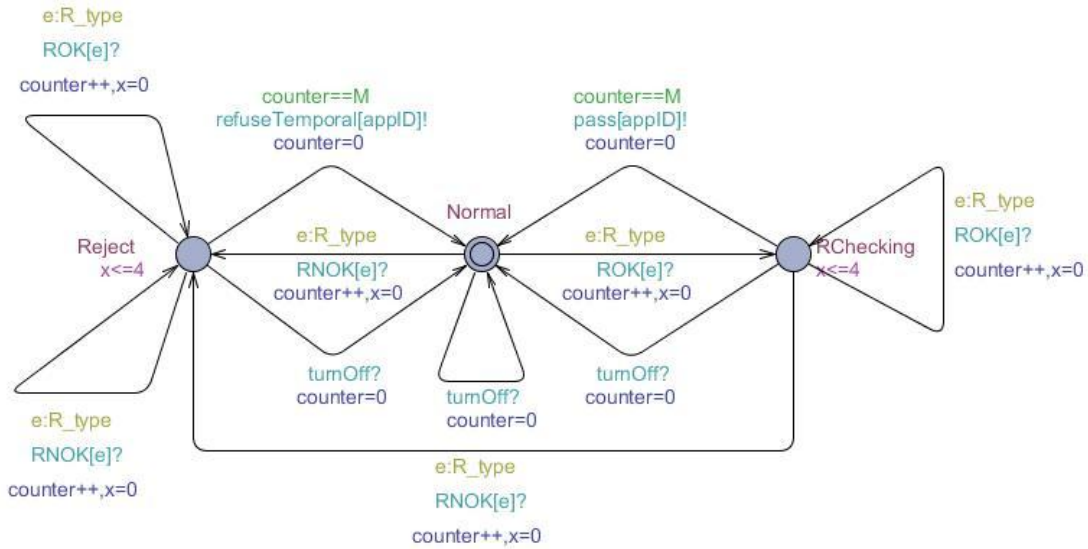 e:R_type
ROK[e]?
counter++,x=0
counter==M
refuseTemporal[appID]!
counter=0
counter==M
pass[appID]!
counter=0
Normal
e:R_type
ROK[e]?
counter++,x=0
Reject
x<=4
e:R_type
RNOK[e]?
counter++,x=0
e:R_type
ROK[e]?
counter++,x=0
RChecking
x<=4
turnOff?
counter=0
turnOff?
counter=0
turnOff?
counter=0
e:R_type
RNOK[e]?
counter++,x=0
e:R_type
RNOK[e]?
counter++,x=0